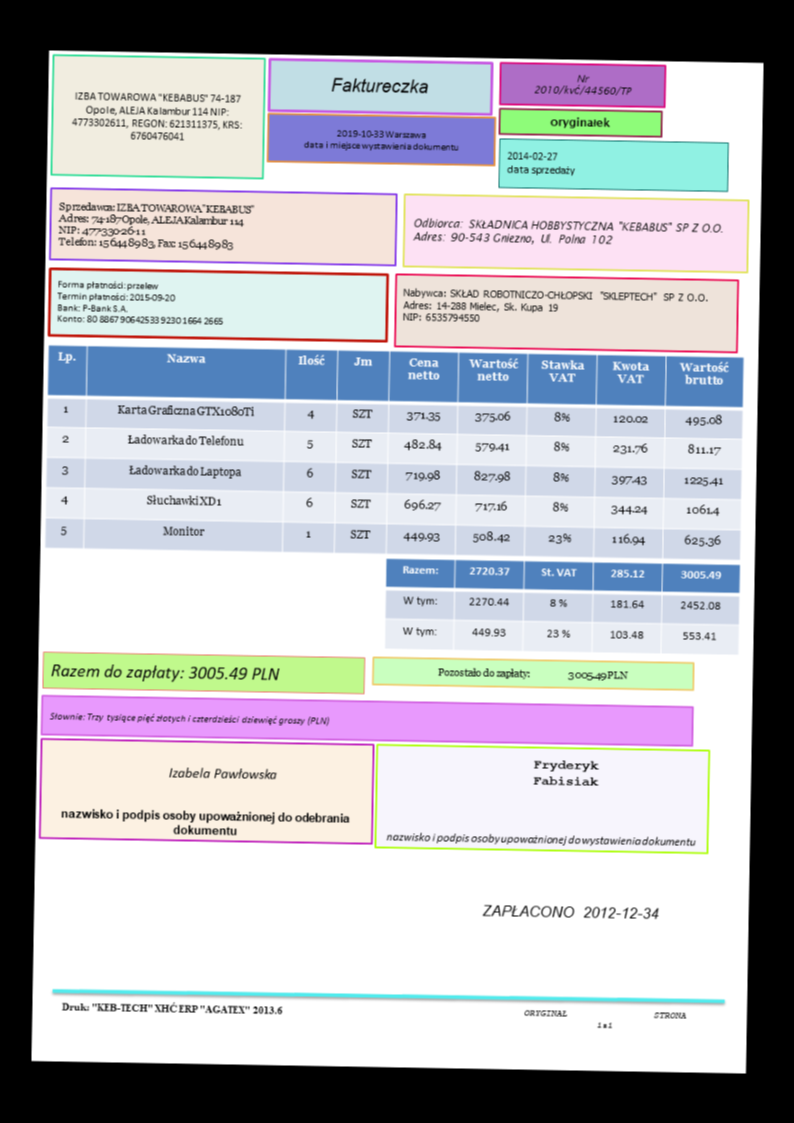 IZBA TOWAROWA "KEBABUS" 74-187
Opole, ALEJA Kalambur 114 NIP:
4773302611, REGON: 621311375, KRS:
6760476041
Faktureczka
2019-10-33 Warszawa
data i miejsce wystawienia dokumentu
Nr
2010/kvć/44560/TP
oryginałek
2014-02-27
data sprzedaży
Sprzedawca: IZBA TOWAROWA "KEBABUS"
Adres: 74-187 Opole, ALEJA Kalambur 114
NIP: 477-330-26-11
Telefon: 156448983, Fax: 156448983
Odbiorca: SKŁADNICA HOBBYSTYCZNA "KEBABUS" SP Z O.O.
Adres: 90-543 Gniezno, Ul. Polna 102
Forma płatności: przelew
Termin płatności: 2015-09-20
Bank: P-Bank S.A.
Konto: 80 8867 9064 2533 9230 1664 2665
Nabywca: SKŁAD ROBOTNICZO-CHŁOPSKI "SKLEPTECH" SP Z O.O.
Adres: 14-288 Mielec, Sk. Kupa 19
NIP: 6535794550
Lp. Nazwa Ilość Jm Cena netto Wartość netto Stawka VAT Kwota VAT Wartość brutto
1 Karta Graficzna GTX1080Ti 4 SZT 371.35 375.06 8% 120.02 495.08
2 Ładowarka do Telefonu 5 SZT 482.84 579.41 8% 231.76 811.17
3 Ładowarka do Laptopa 6 SZT 719.98 827.98 8% 397.43 1225.41
4 Słuchawki XD1 6 SZT 696.27 717.16 8% 344.24 1061.4
5 Monitor 1 SZT 449.93 508.42 23% 116.94 625.36
Razem: 2720.37 St. VAT 285.12 3005.49
W tym: 2270.44 8 % 181.64 2452.08
W tym: 449.93 23 % 103.48 553.41
Razem do zapłaty: 3005.49 PLN
Pozostało do zapłaty: 3005.49 PLN
Słownie: Trzy tysiące pięć złotych i czterdzieści dziewięć groszy (PLN)
Izabela Pawłowska
nazwisko i podpis osoby upoważnionej do odebrania
dokumentu
Fryderyk
Fabisiak
nazwisko i podpis osoby upoważnionej do wystawienia dokumentu
ZAPŁACONO 2012-12-34
Druk: "KEB-TECH" XHĆ ERP "AGATEX" 2013.6
ORYGINAŁ STRONA
1 z 1